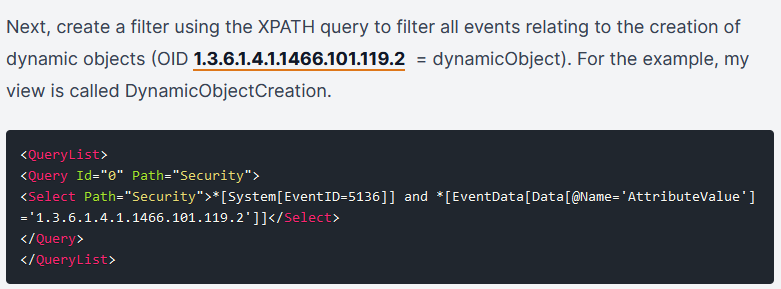 Next, create a filter using the XPATH query to filter all events relating to the creation of
dynamic objects (OID 1.3.6.1.4.1.1466.101.119.2 = dynamicObject). For the example, my
view is called DynamicObjectCreation.
<QueryList>
<Query Id="0" Path="Security">
<Select Path="Security">*[System[EventID=5136]] and *[EventData[Data[@Name='AttributeValue']
='1.3.6.1.4.1.1466.101.119.2']]</Select>
</Query>
</QueryList>